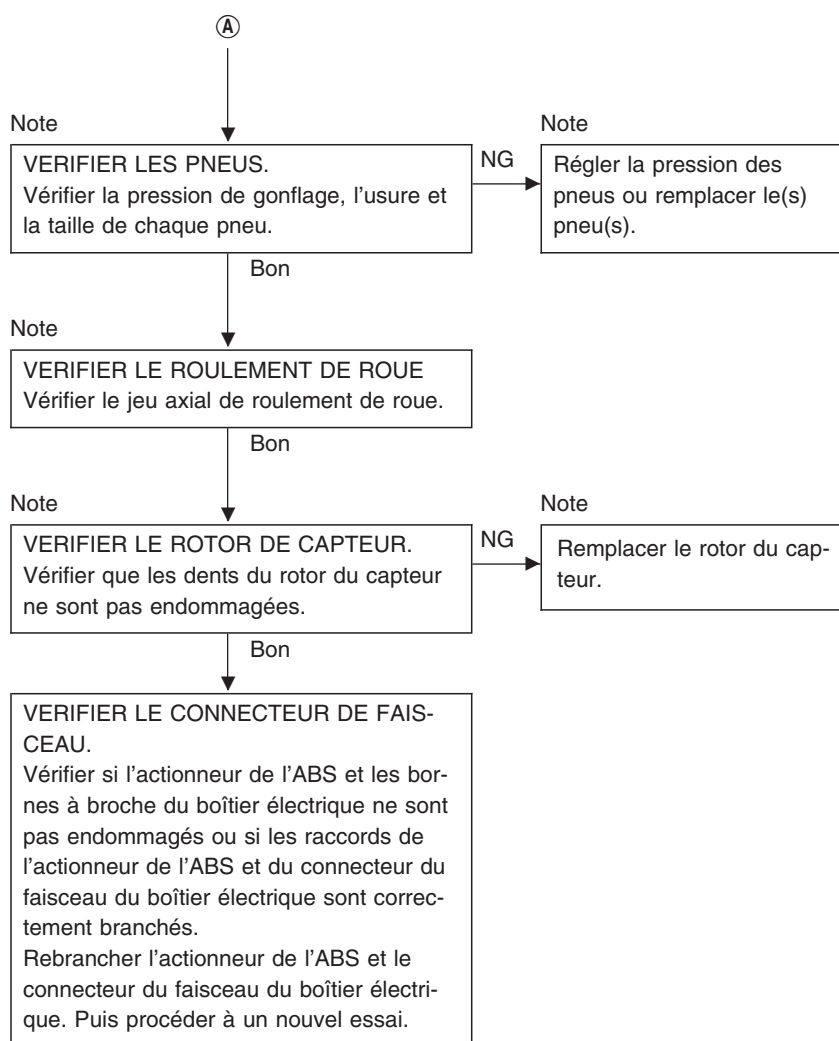 Ⓐ
Note
VERIFIER LES PNEUS.
Vérifier la pression de gonflage, l'usure et
la taille de chaque pneu.
NG
Note
Régler la pression des
pneus ou remplacer le(s)
pneu(s).
Bon
Note
VERIFIER LE ROULEMENT DE ROUE
Vérifier le jeu axial de roulement de roue.
Bon
Note
VERIFIER LE ROTOR DE CAPTEUR.
Vérifier que les dents du rotor du capteur
ne sont pas endommagées.
NG
Note
Remplacer le rotor du cap-
teur.
Bon
VERIFIER LE CONNECTEUR DE FAIS-
CEAU.
Vérifier si l'actionneur de l'ABS et les bor-
nes à broche du boîtier électrique ne sont
pas endommagés ou si les raccords de
l'actionneur de l'ABS et du connecteur du
faisceau du boîtier électrique sont correc-
tement branchés.
Rebrancher l'actionneur de l'ABS et le
connecteur du faisceau du boîtier électri-
que. Puis procéder à un nouvel essai.